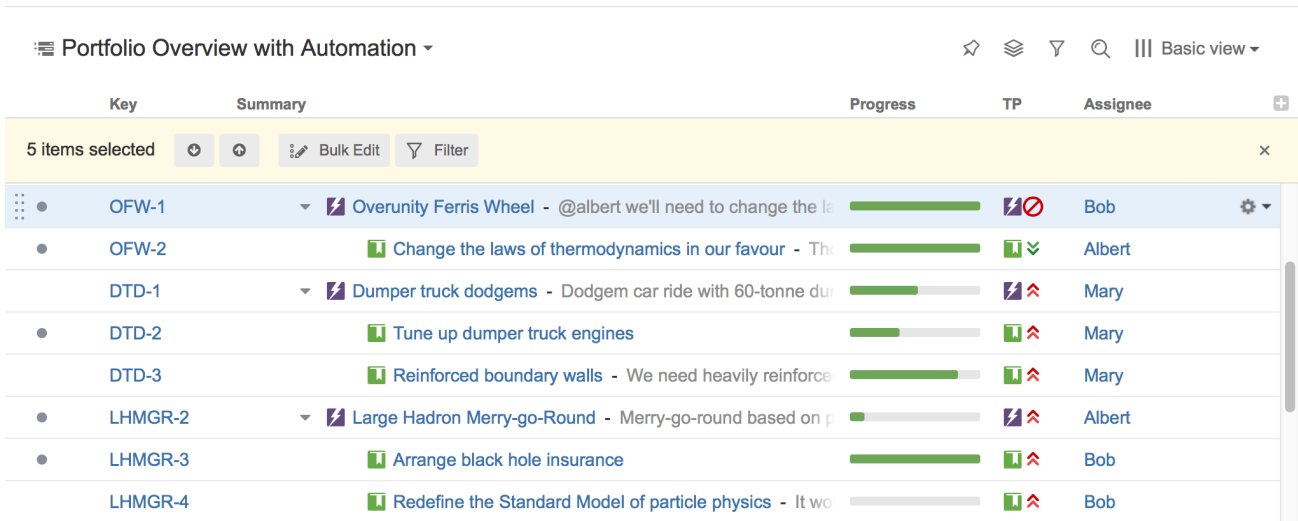 Portfolio Overview with Automation
Basic view
Key Summary Progress TP Assignee
5 items selected Bulk Edit Filter
OFW-1 Overunity Ferris Wheel - @albert we'll need to change the la Bob
OFW-2 Change the laws of thermodynamics in our favour - Albert
DTD-1 Dumper truck dodgems - Dodgem car ride with 60-tonne dum Mary
DTD-2 Tune up dumper truck engines Mary
DTD-3 Reinforced boundary walls - We need heavily reinforce Mary
LHMGR-2 Large Hadron Merry-go-Round - Merry-go-round based on p Albert
LHMGR-3 Arrange black hole insurance Bob
LHMGR-4 Redefine the Standard Model of particle physics - It wo Bob